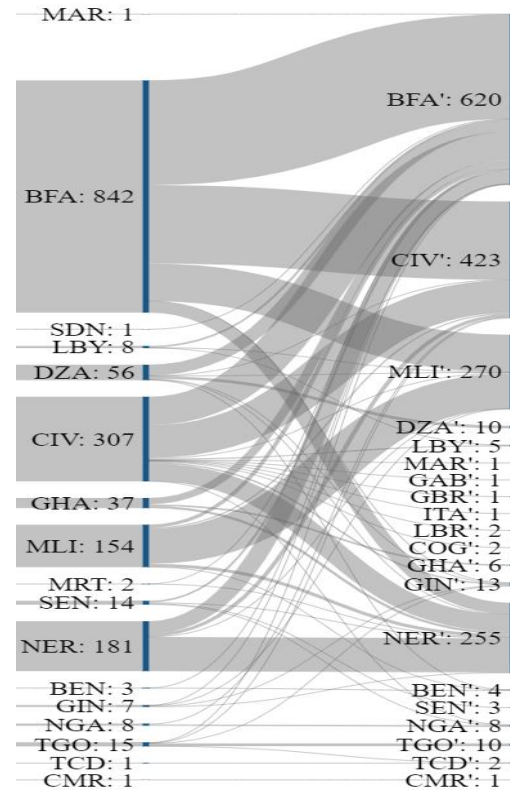 MAR: 1
BFA: 842
SDN: 1
LBY: 8
DZA: 56
CIV: 307
GHA: 37
MLI: 154
MRT: 2
SEN: 14
NER: 181
BEN: 3
GIN: 7
NGA: 8
TGO: 15
TCD: 1
CMR: 1
BFA': 620
CIV': 423
MLI': 270
DZA': 10
LBY': 5
MAR': 1
GAB': 1
GBR': 1
ITA': 1
LBR': 2
COG': 2
GHA': 6
GIN': 13
NER': 255
BEN': 4
SEN': 3
NGA': 8
TGO': 10
TCD': 2
CMR': 1